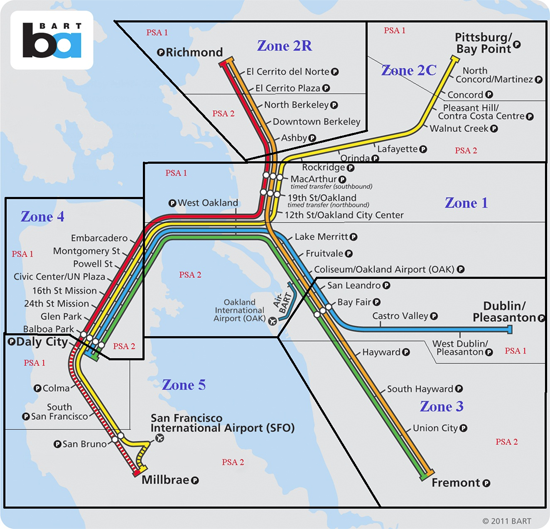 BART
ba
PSA 1
Richmond
Zone 2R
El Cerrito del Norte
El Cerrito Plaza
PSA 2
North Berkeley
Downtown Berkeley
Ashby
PSA 1
Pittsburg/
Bay Point
Zone 2C
North
Concord/Martinez
Concord
Pleasant Hill/
Contra Costa Centre
Walnut Creek
Lafayette
PSA 2
Orinda
Rockridge
PSA 1
MacArthur
timed transfer (southbound)
19th St/Oakland
timed transfer (northbound)
12th St/Oakland City Center
Zone 1
West Oakland
Lake Merritt
Fruitvale
Coliseum/Oakland Airport (OAK)
PSA 2
Air-
BART
Oakland
International
Airport (OAK)
Zone 4
Embarcadero
PSA 1
Montgomery St
Powell St
Civic Center/UN Plaza
16th St Mission
24th St Mission
Glen Park
Balboa Park
PSA 2
San Leandro
Bay Fair
Castro Valley
Dublin/
Pleasanton
West Dublin/
Pleasanton
PSA 1
Hayward
South Hayward
Zone 3
Union City
PSA 2
Fremont
Daly City
PSA 1
Colma
Zone 5
South
San Francisco
San Francisco
International Airport (SFO)
San Bruno
PSA 2
Millbrae
© 2011 BART